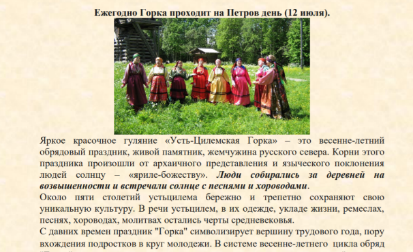 Ежегодно Горка проходит на Петров день (12 июля).
Яркое красочное гуляние «Усть-Цилемская Горка» – это весенне-летний
обрядовый праздник, живой памятник, жемчужина русского севера. Корни этого
праздника произошли от архаичного представления и языческого поклонения
людей солнцу – «яриле-божеству». Люди собирались за деревней на
возвышенности и встречали солнце с песнями и хороводами.
Около пяти столетий устьцилема бережно и трепетно сохраняют свою
уникальную культуру. В речи устьцилем, в их одежде, укладе жизни, ремеслах,
песнях, хороводах, молитвах остались черты средневековья.
С давних времен праздник "Горка" символизирует вершину трудового года, пору
вхождения подростков в круг молодежи. В системе весенне-летнего цикла обряд